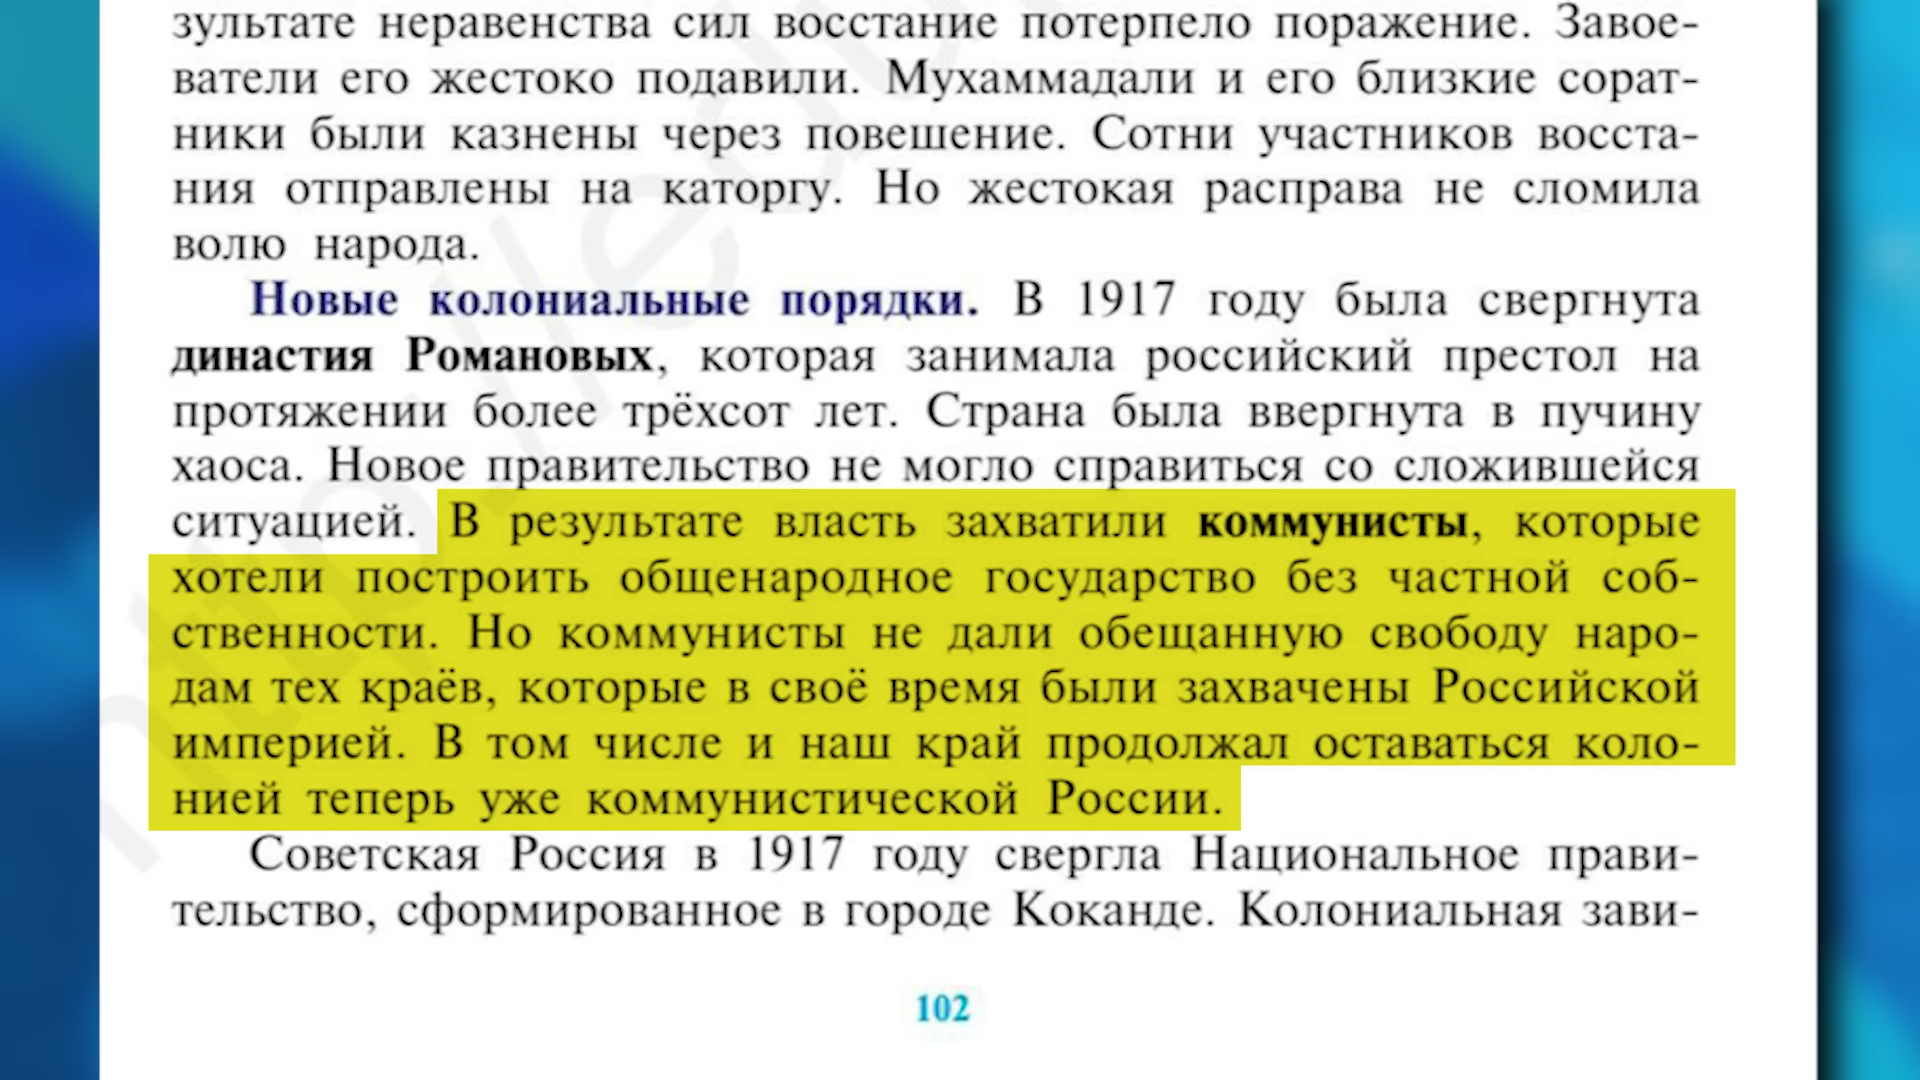 зультате неравенства сил восстание потерпело поражение. Завое-
ватели его жестоко подавили. Мухаммадали и его близкие сорат-
ники были казнены через повешение. Сотни участников восста-
ния отправлены на каторгу. Но жестокая расправа не сломила
волю народа.
Новые колониальные порядки. В 1917 году была свергнута
династия Романовых, которая занимала российский престол на
протяжении более трёхсот лет. Страна была ввергнута в пучину
хаоса. Новое правительство не могло справиться со сложившейся
ситуацией. В результате власть захватили коммунисты, которые
хотели построить общенародное государство без частной соб-
ственности. Но коммунисты не дали обещанную свободу наро-
дам тех краёв, которые в своё время были захвачены Российской
империей. В том числе и наш край продолжал оставаться коло-
нией теперь уже коммунистической России.
Советская Россия в 1917 году свергла Национальное прави-
тельство, сформированное в городе Коканде. Колониальная зави-
102